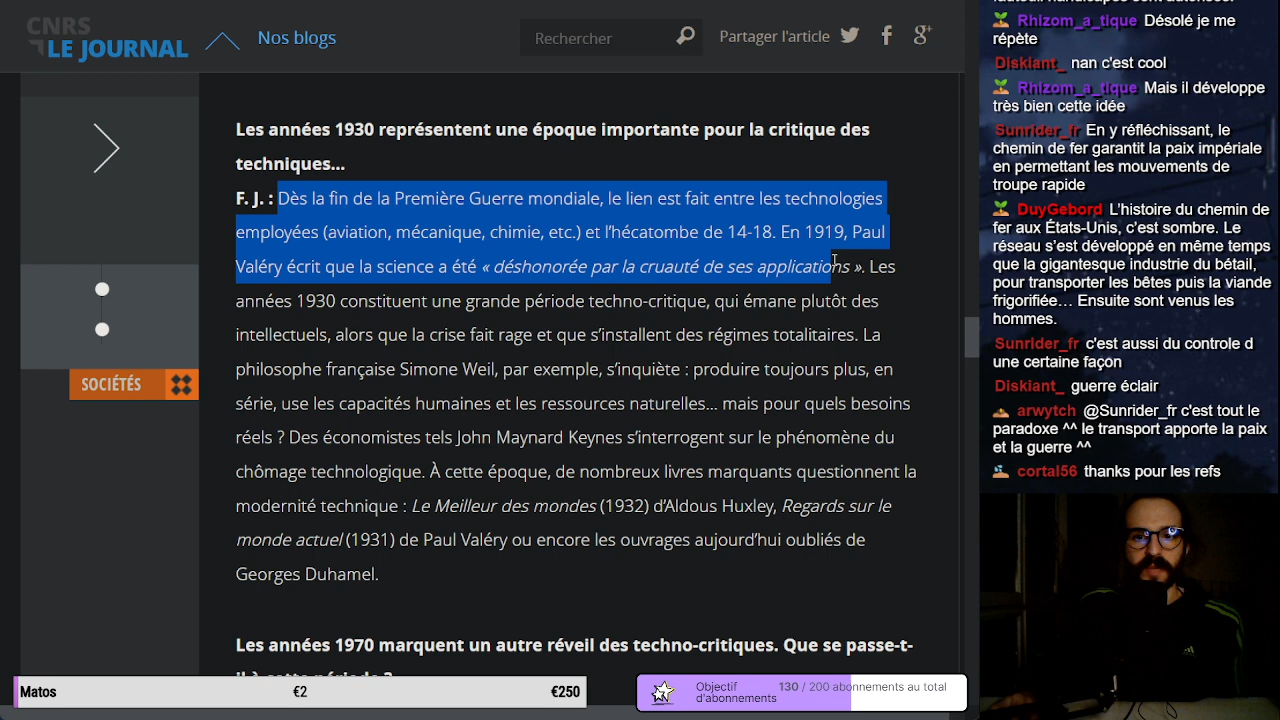 CNRS
LE JOURNAL
Nos blogs
Rechercher
Partager l'article
Les années 1930 représentent une époque importante pour la critique des
techniques...
F. J. : Dès la fin de la Première Guerre mondiale, le lien est fait entre les technologies
employées (aviation, mécanique, chimie, etc.) et l'hécatombe de 14-18. En 1919, Paul
Valéry écrit que la science a été « déshonorée par la cruauté de ses applications ». Les
années 1930 constituent une grande période techno-critique, qui émane plutôt des
intellectuels, alors que la crise fait rage et que s'installent des régimes totalitaires. La
philosophe française Simone Weil, par exemple, s'inquiète : produire toujours plus, en
série, use les capacités humaines et les ressources naturelles... mais pour quels besoins
réels ? Des économistes tels John Maynard Keynes s'interrogent sur le phénomène du
chômage technologique. À cette époque, de nombreux livres marquants questionnent la
modernité technique : Le Meilleur des mondes (1932) d'Aldous Huxley, Regards sur le
monde actuel (1931) de Paul Valéry ou encore les ouvrages aujourd'hui oubliés de
Georges Duhamel.
Les années 1970 marquent un autre réveil des techno-critiques. Que se passe-t-
il à cette période ?
SOCIÉTÉS
Matos
€2
€250
Objectif
d'abonnements
130 / 200 abonnements au total
Rhizom_a_tique Désolé je me
répète
Diskiant_ nan c'est cool
Rhizom_a_tique Mais il développe
très bien cette idée
Sunrider_fr En y réfléchissant, le
chemin de fer garantit la paix impériale
en permettant les mouvements de
troupe rapide
DuyGebord L'histoire du chemin de
fer aux États-Unis, c'est sombre. Le
réseau s'est développé en même temps
que la gigantesque industrie du bétail,
pour transporter les bêtes puis la viande
frigorifiée... Ensuite sont venus les
hommes.
Sunrider_fr c'est aussi du controle d
une certaine façon
Diskiant_ guerre éclair
arwytch @Sunrider_fr c'est tout le
paradoxe ^^ le transport apporte la paix
et la guerre ^^
cortal56 thanks pour les refs